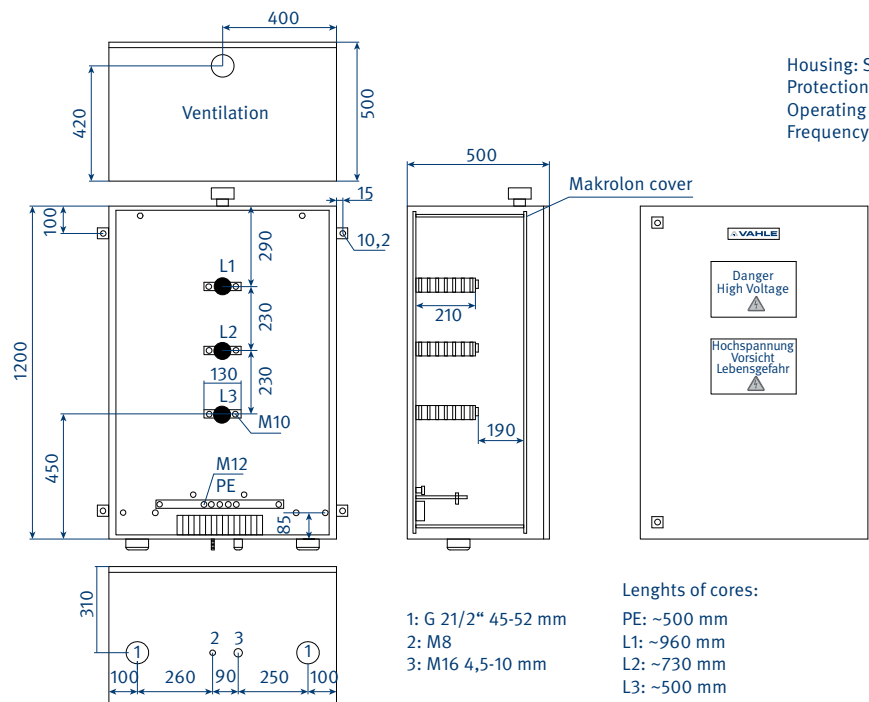 400
420
Ventilation
500
Housing: S
Protection
Operating
Frequency
500
Makrolon cover
15
100
10,2
290
L1
230
L2
230
130
L3
M10
1200
450
M12
PE
85
210
190
VAHLE
Danger
High Voltage
Hochspannung
Vorsicht
Lebensgefahr
310
1
2
3
1
100
260
90
250
100
1: G 21/2“ 45-52 mm
2: M8
3: M16 4,5-10 mm
Lenghts of cores:
PE: ~500 mm
L1: ~960 mm
L2: ~730 mm
L3: ~500 mm